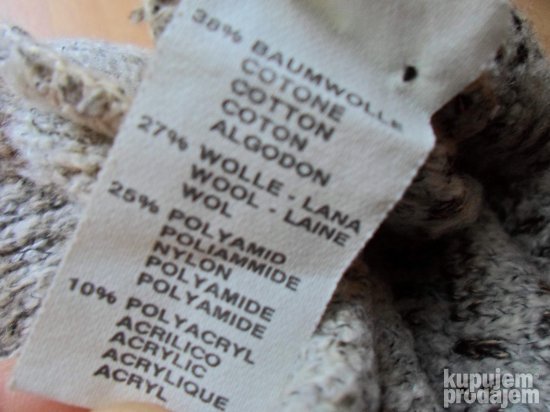 38% BAUMWOLLE
COTONE
COTTON
COTON
ALGODON
27% WOLLE - LANA
WOOL - LAINE
WOL
25% POLYAMID
POLIAMMIDE
NYLON
POLYAMIDE
POLYAMIDE
10% POLYACRYL
ACRILICO
ACRYLIC
ACRYLIQUE
ACRYL
kupujem
prodajem